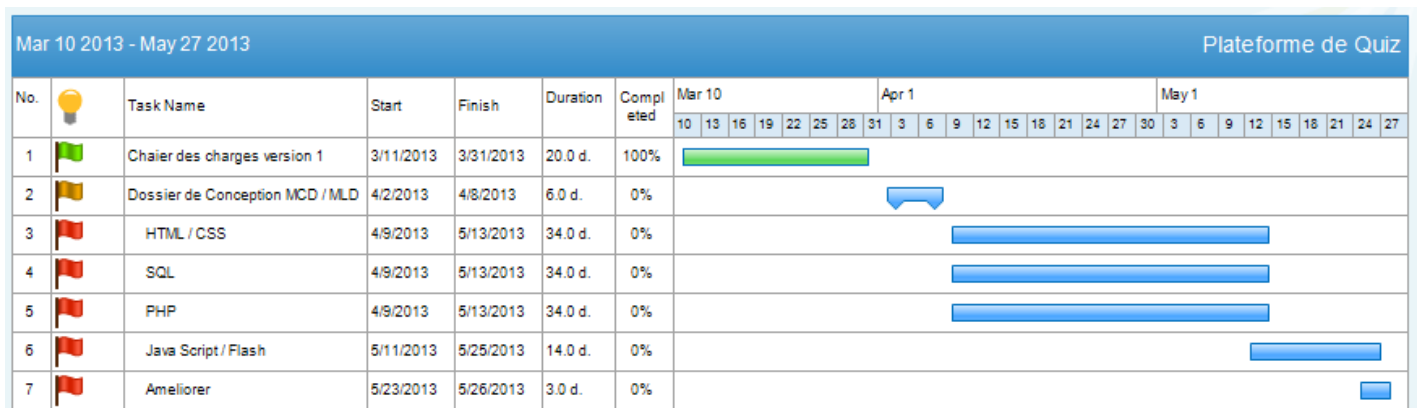 Mar 10 2013 - May 27 2013 Plateforme de Quiz
No. Task Name Start Finish Duration Compl eted Mar 10 Apr 1 May 1
10 13 16 19 22 25 28 31 3 6 9 12 15 18 21 24 27 30 3 6 9 12 15 18 21 24 27
1 Chaier des charges version 1 3/11/2013 3/31/2013 20.0 d. 100%
2 Dossier de Conception MCD / MLD 4/2/2013 4/8/2013 6.0 d. 0%
3 HTML / CSS 4/9/2013 5/13/2013 34.0 d. 0%
4 SQL 4/9/2013 5/13/2013 34.0 d. 0%
5 PHP 4/9/2013 5/13/2013 34.0 d. 0%
6 Java Script / Flash 5/11/2013 5/25/2013 14.0 d. 0%
7 Ameliorer 5/23/2013 5/26/2013 3.0 d. 0%